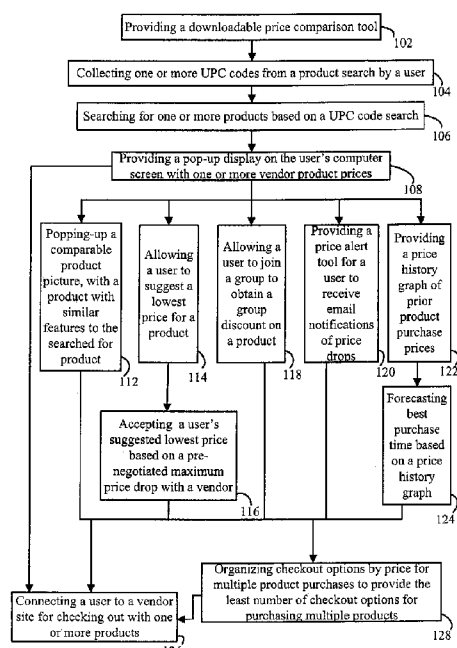 Providing a downloadable price comparison tool
102
Collecting one or more UPC codes from a product search by a user
104
Searching for one or more products based on a UPC code search
106
Providing a pop-up display on the user's computer
screen with one or more vendor product prices
108
Popping-up a
comparable
product
picture, with a
product with
similar
features to the
searched for
product
112
Allowing
a user to
suggest a
lowest
price for a
product
114
Allowing a
user to join
a group to
obtain a
group
discount on
a product
118
Providing a
price alert
tool for a
user to
receive
email
notifications
of price
drops
120
Providing
a price
history
graph of
prior
product
purchase
prices
122
Accepting a user's
suggested lowest price
based on a pre-
negotiated maximum
price drop with a vendor
116
Forecasting
best
purchase
time based
on a price
history
graph
124
Organizing checkout options by price for
multiple product purchases to provide the
least number of checkout options for
purchasing multiple products
128
Connecting a user to a vendor
site for checking out with one
or more products